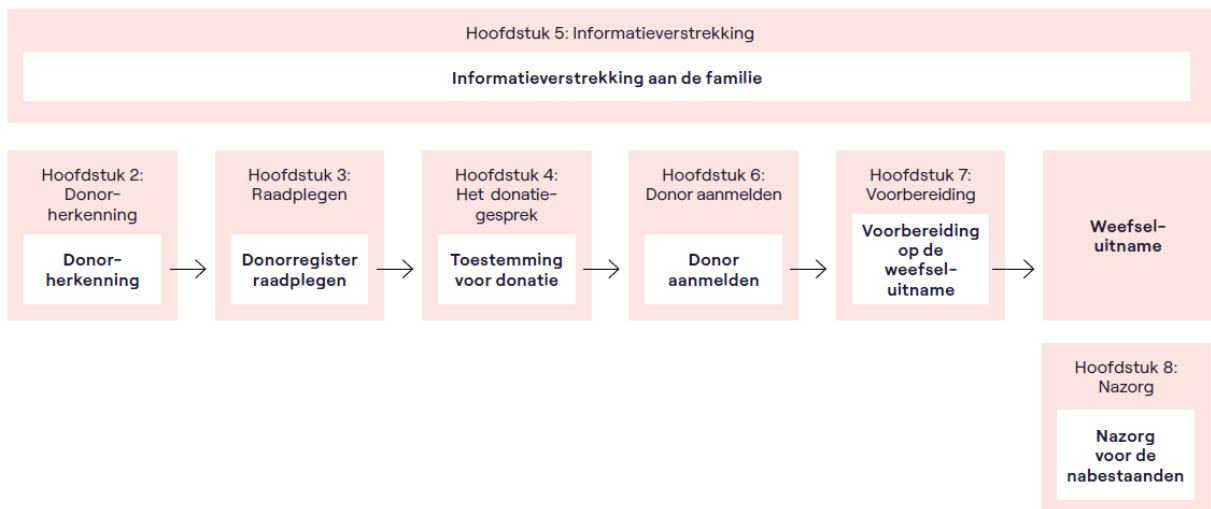 Hoofdstuk 5: Informatieverstrekking
Informatieverstrekking aan de familie
Hoofdstuk 2:
Donor-
herkenning
Donor-
herkenning
Hoofdstuk 3:
Raadplegen
Donorregister
raadplegen
Hoofdstuk 4:
Het donatie-
gesprek
Toestemming
voor donatie
Hoofdstuk 6:
Donor aanmelden
Donor
aanmelden
Hoofdstuk 7:
Voorbereiding
Voorbereiding
op de
weefsel-
uitname
Weefsel-
uitname
Hoofdstuk 8:
Nazorg
Nazorg
voor de
nabestaanden